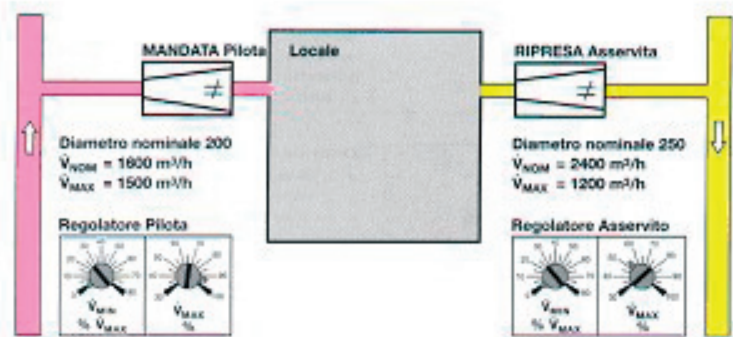 MANDATA Pilota
Locale
RIPRESA Asservita
Diametro nominale 200
V̇NOM = 1600 m³/h
V̇MAX = 1500 m³/h
Diametro nominale 250
V̇NOM = 2400 m³/h
V̇MAX = 1200 m³/h
Regolatore Pilota
V̇MIN
% V̇MAX
V̇MAX
%
Regolatore Asservito
V̇MIN
% V̇MAX
V̇MAX
%